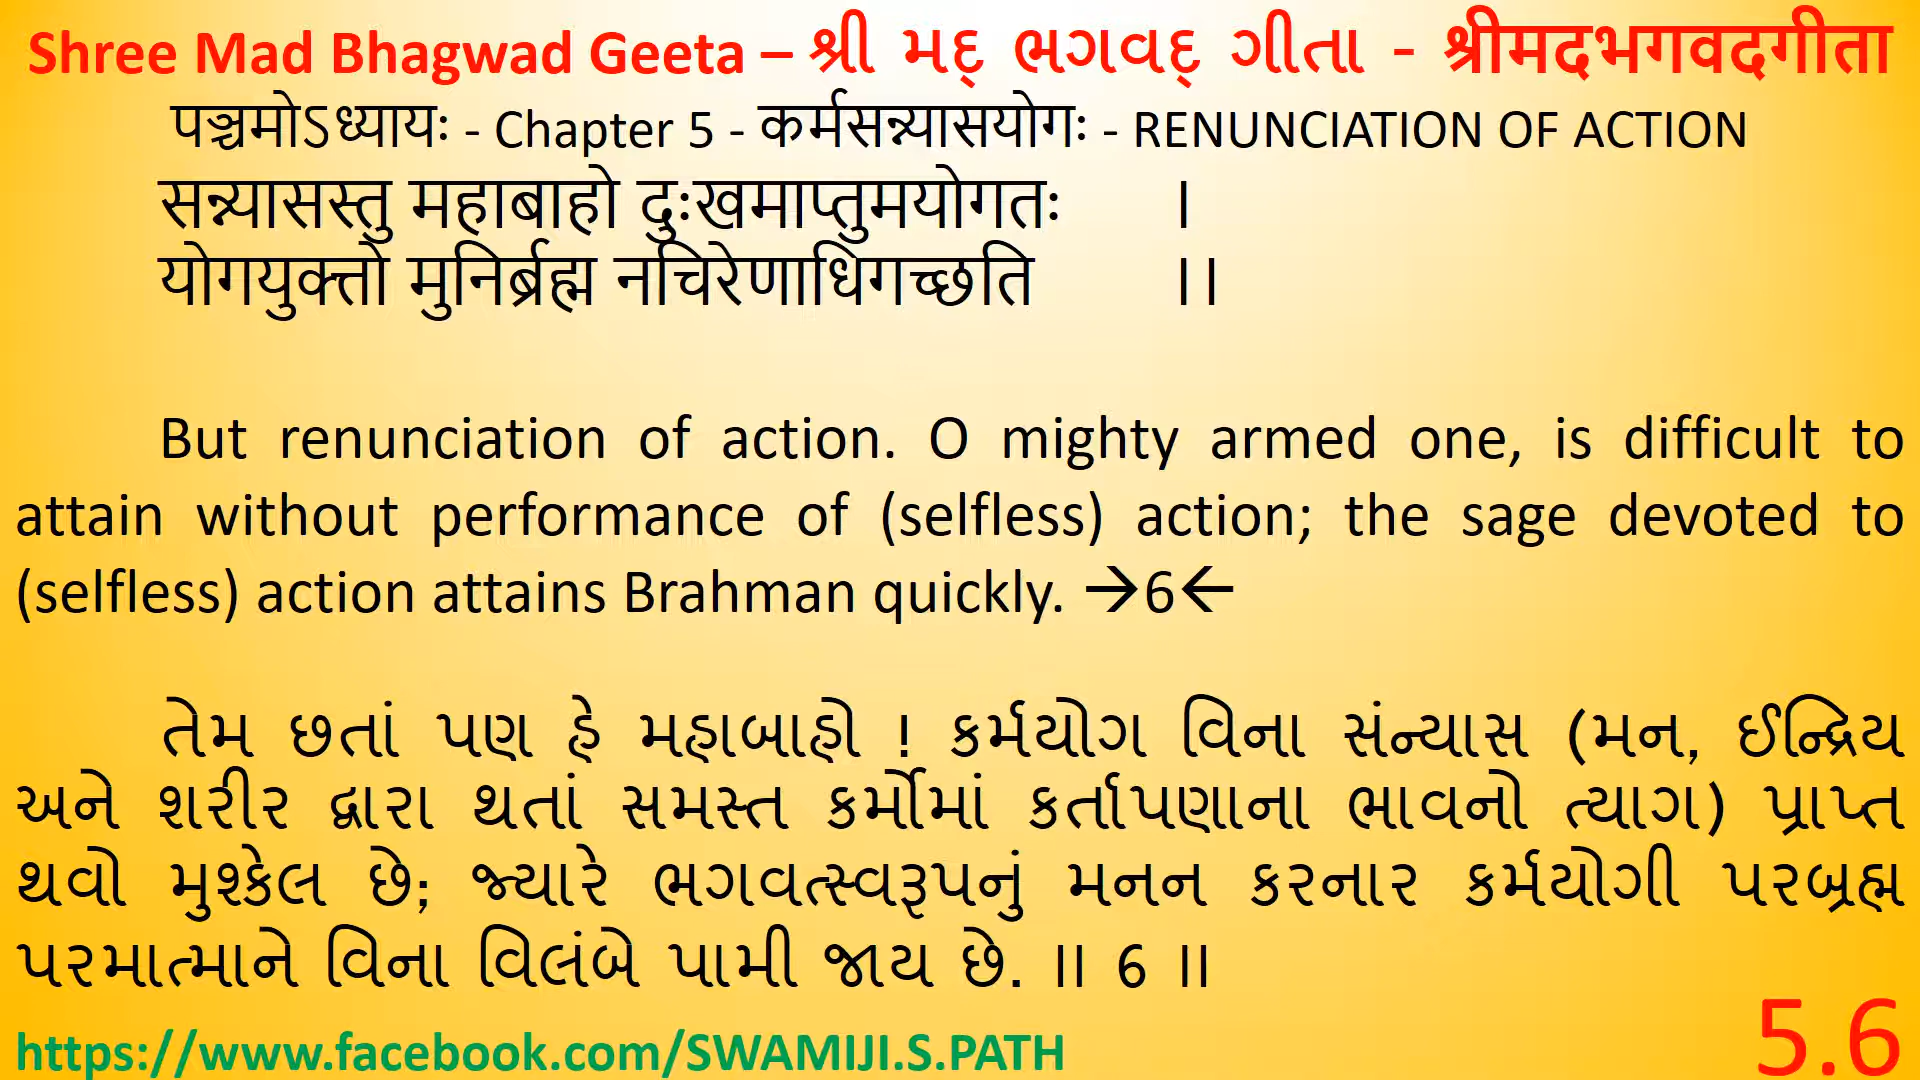 Shree Mad Bhagwad Geeta – શ્રી મદ્ ભગવદ્ ગીતા - श्रीमदभगवदगीता
पञ्चमोऽध्यायः - Chapter 5 - कर्मसन्न्यासयोगः - RENUNCIATION OF ACTION
सन्न्यासस्तु महाबाहो दुःखमाप्तुमयोगतः ।
योगयुक्तो मुनिर्ब्रह्म नचिरेणाधिगच्छति ।।
But renunciation of action. O mighty armed one, is difficult to
attain without performance of (selfless) action; the sage devoted to
(selfless) action attains Brahman quickly. →6←
તેમ છતાં પણ હે મહાબાહો ! કર્મયોગ વિના સંન્યાસ (મન, ઈન્દ્રિય
અને શરીર દ્વારા થતાં સમસ્ત કર્મોમાં કર્તાપણાના ભાવનો ત્યાગ) પ્રાપ્ત
થવો મુશ્કેલ છે; જ્યારે ભગવત્સ્વરૂપનું મનન કરનાર કર્મયોગી પરબ્રહ્મ
પરમાત્માને વિના વિલંબે પામી જાય છે. ।। 6 ।।
https://www.facebook.com/SWAMIJI.S.PATH
5.6